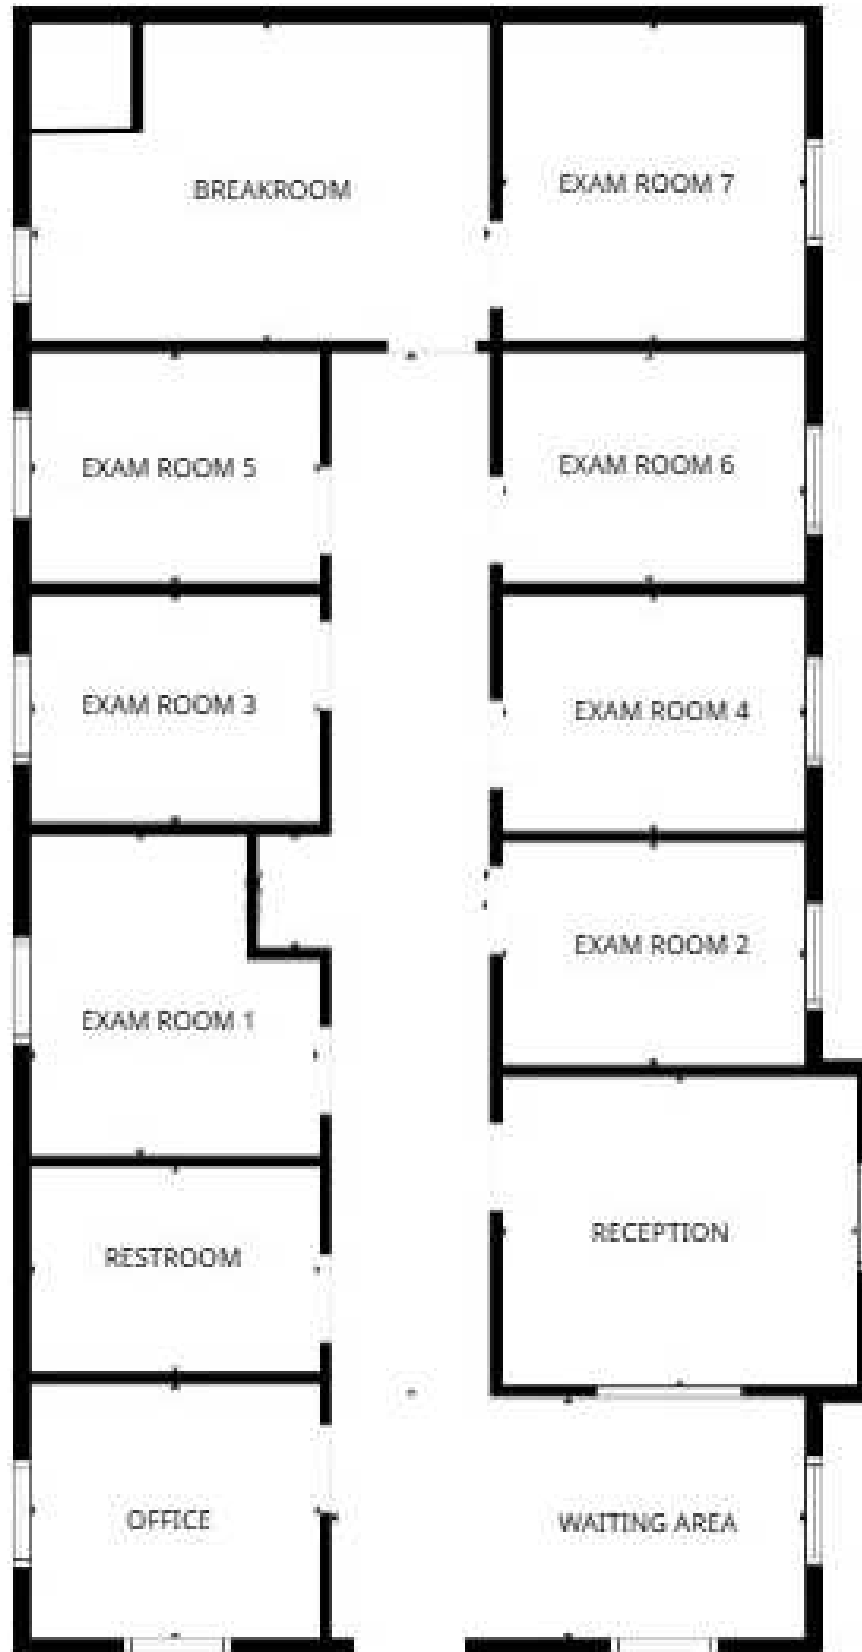 BREAKROOM
EXAM ROOM 7
EXAM ROOM 5
EXAM ROOM 6
EXAM ROOM 3
EXAM ROOM 4
EXAM ROOM 2
EXAM ROOM 1
RECEPTION
RESTROOM
OFFICE
WAITING AREA